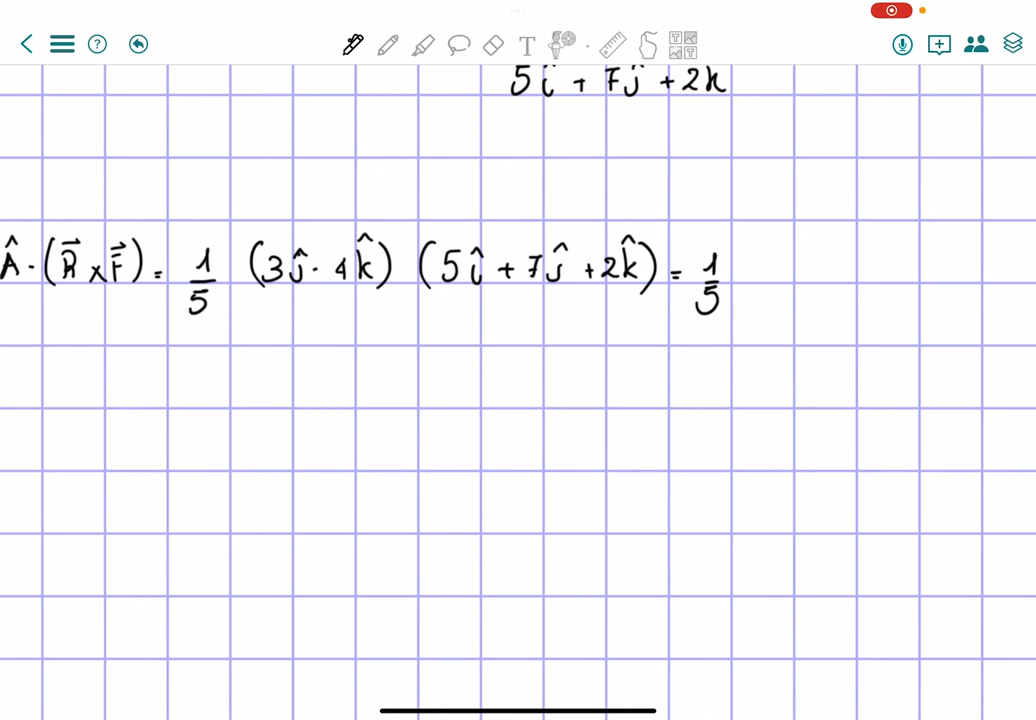 5î + 7ĵ + 2k
Â · (R⃗ × F⃗) = 1/5 (3ĵ · 4k̂) (5î + 7ĵ + 2k̂) = 1/5